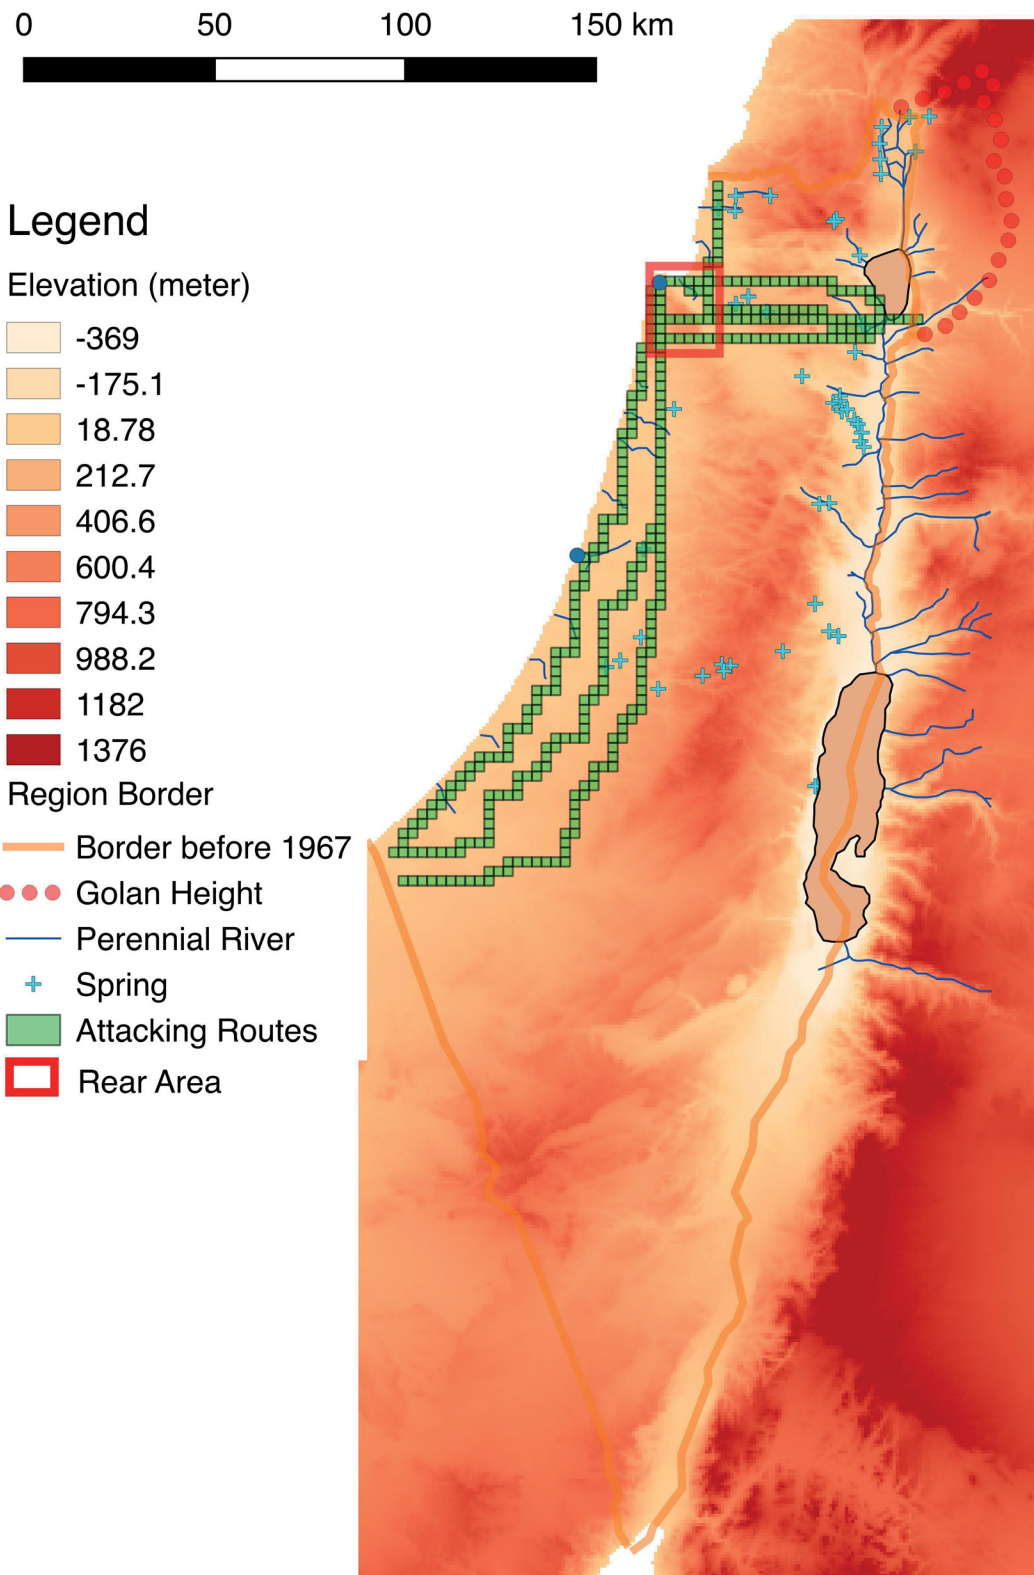 0 50 100 150 km
Legend
Elevation (meter)
-369
-175.1
18.78
212.7
406.6
600.4
794.3
988.2
1182
1376
Region Border
Border before 1967
Golan Height
Perennial River
Spring
Attacking Routes
Rear Area